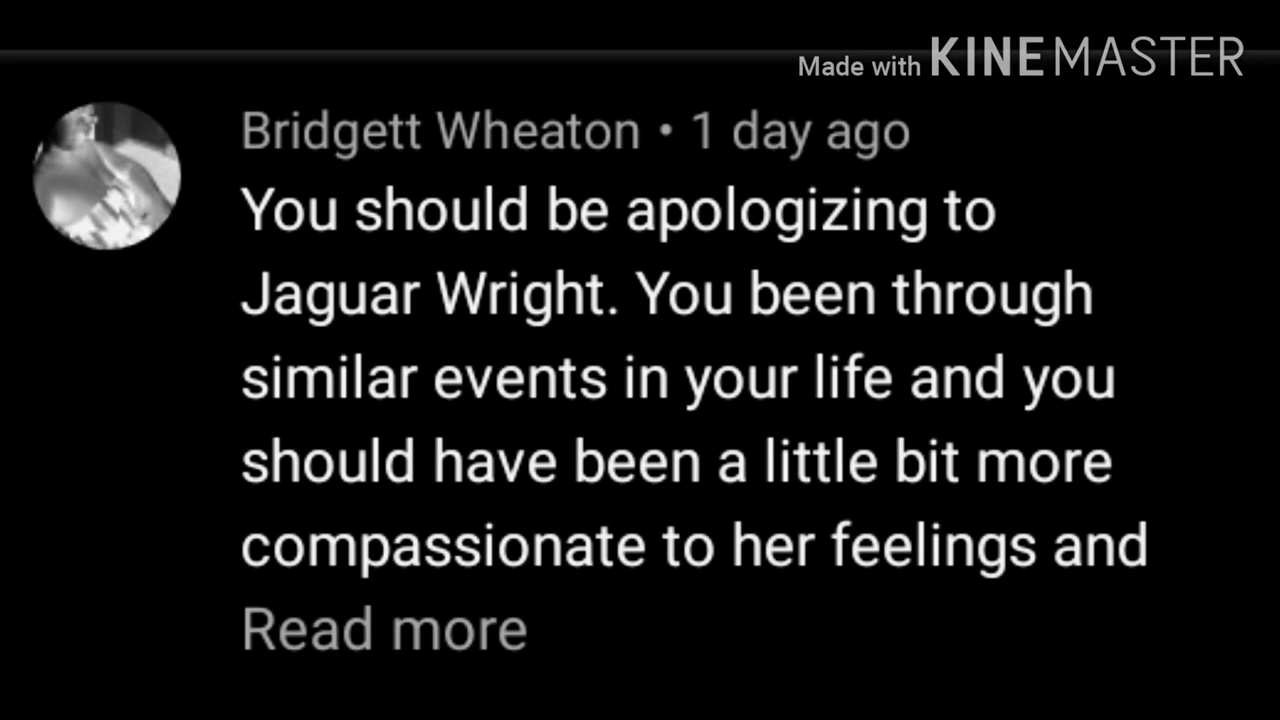 Made with KINEMASTER
Bridgett Wheaton • 1 day ago
You should be apologizing to
Jaguar Wright. You been through
similar events in your life and you
should have been a little bit more
compassionate to her feelings and
Read more